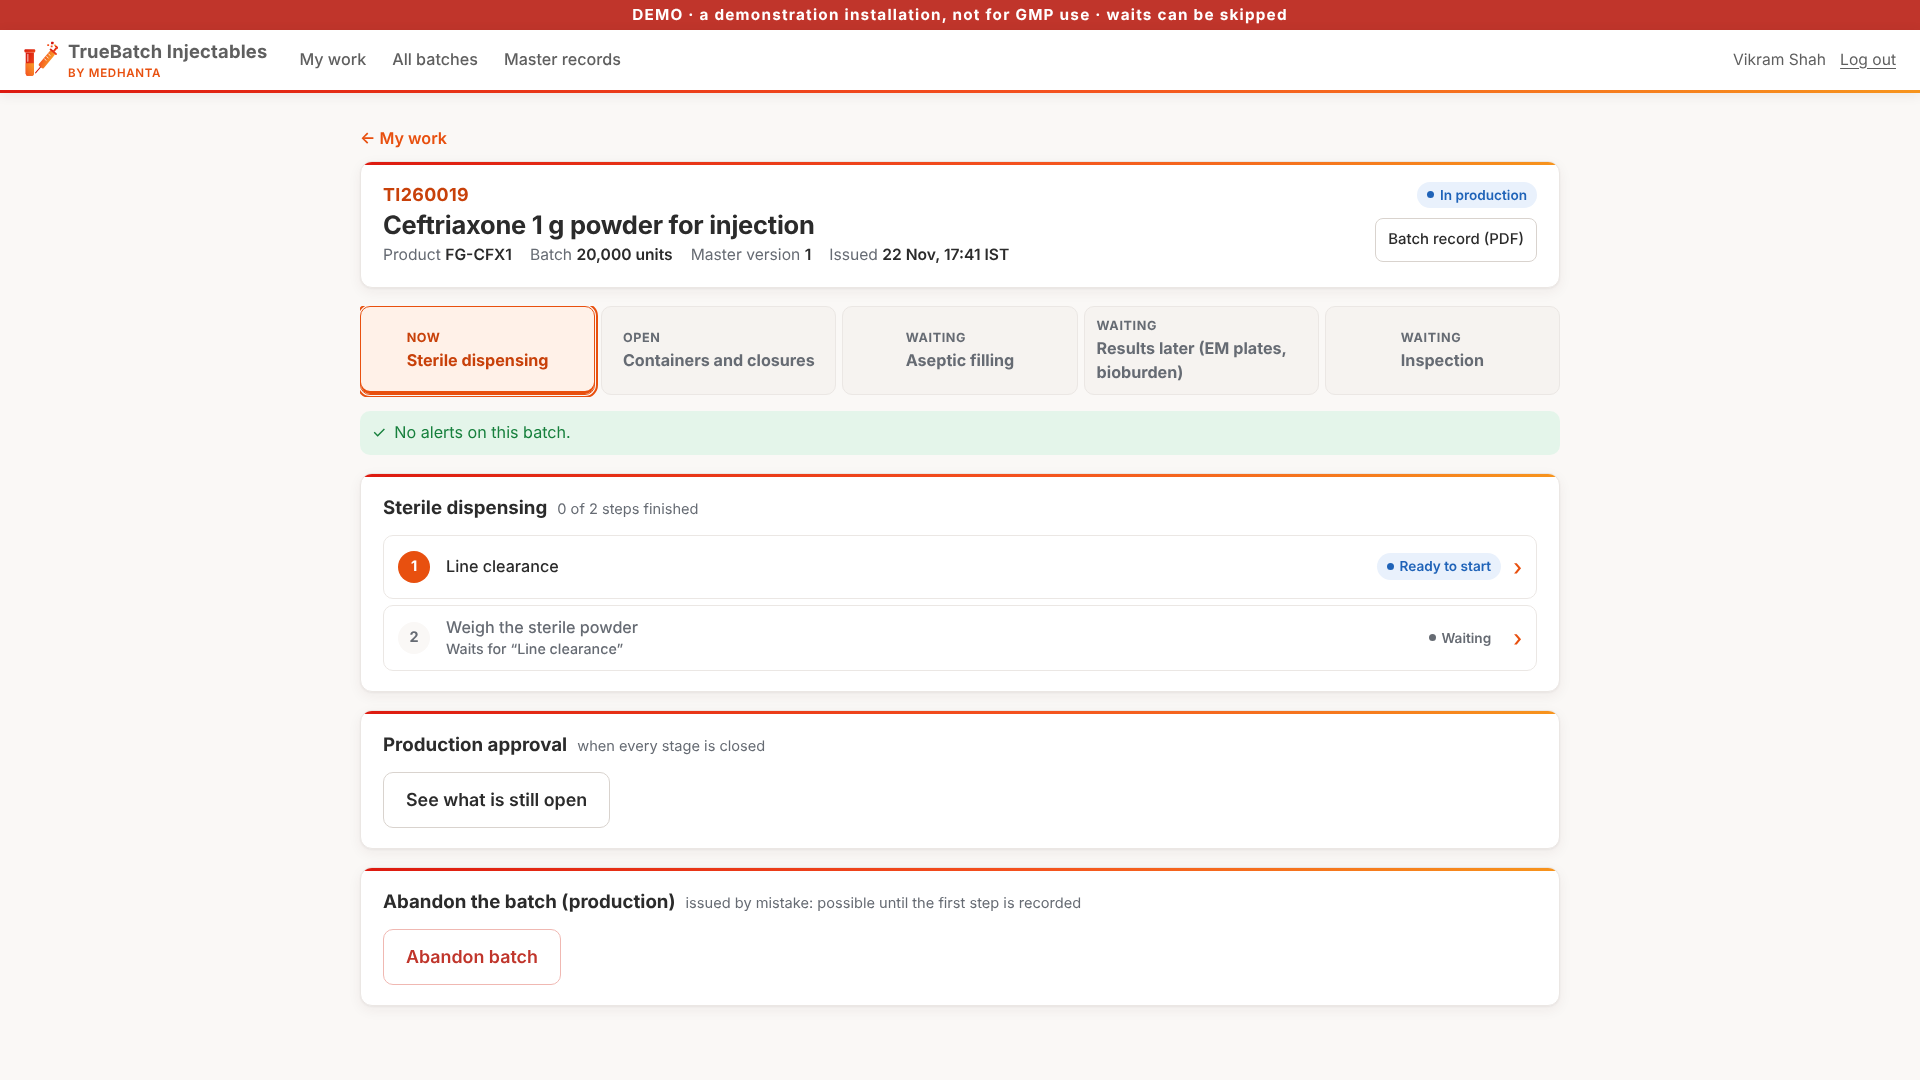 DEMO · a demonstration installation, not for GMP use · waits can be skipped
TrueBatch Injectables
BY MEDHANTA
My work
All batches
Master records
Vikram Shah
Log out
← My work
TI260019
In production
Ceftriaxone 1 g powder for injection
Batch record (PDF)
Product FG-CFX1 Batch 20,000 units Master version 1 Issued 22 Nov, 17:41 IST
NOW
Sterile dispensing
OPEN
Containers and closures
WAITING
Aseptic filling
WAITING
Results later (EM plates,
bioburden)
WAITING
Inspection
✓ No alerts on this batch.
Sterile dispensing 0 of 2 steps finished
1 Line clearance
Ready to start ›
2 Weigh the sterile powder
Waits for “Line clearance”
Waiting ›
Production approval when every stage is closed
See what is still open
Abandon the batch (production) issued by mistake: possible until the first step is recorded
Abandon batch